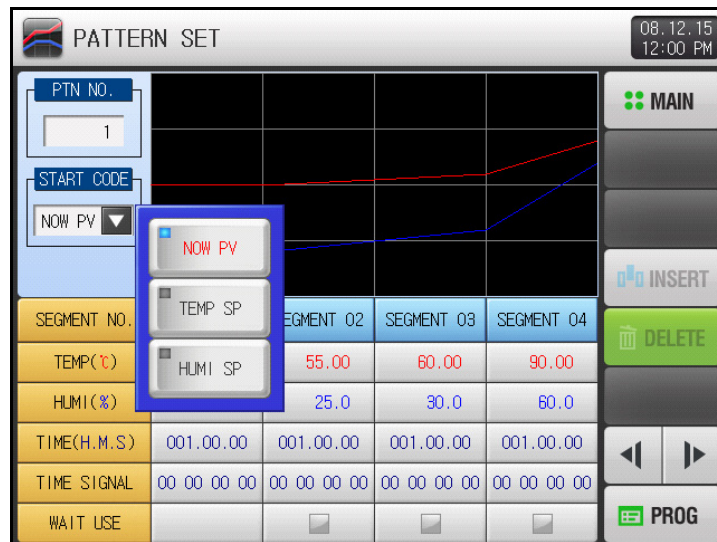 PATTERN SET
08.12.15
12:00 PM
PTN NO.
1
START CODE
NOW PV
NOW PV
TEMP SP
HUMI SP
MAIN
INSERT
DELETE
PROG
SEGMENT NO. EGMENT 02 SEGMENT 03 SEGMENT 04
TEMP(℃) 55.00 60.00 90.00
HUMI(%) 25.0 30.0 60.0
TIME(H.M.S) 001.00.00 001.00.00 001.00.00 001.00.00
TIME SIGNAL 00 00 00 00 00 00 00 00 00 00 00 00 00 00 00 00
WAIT USE